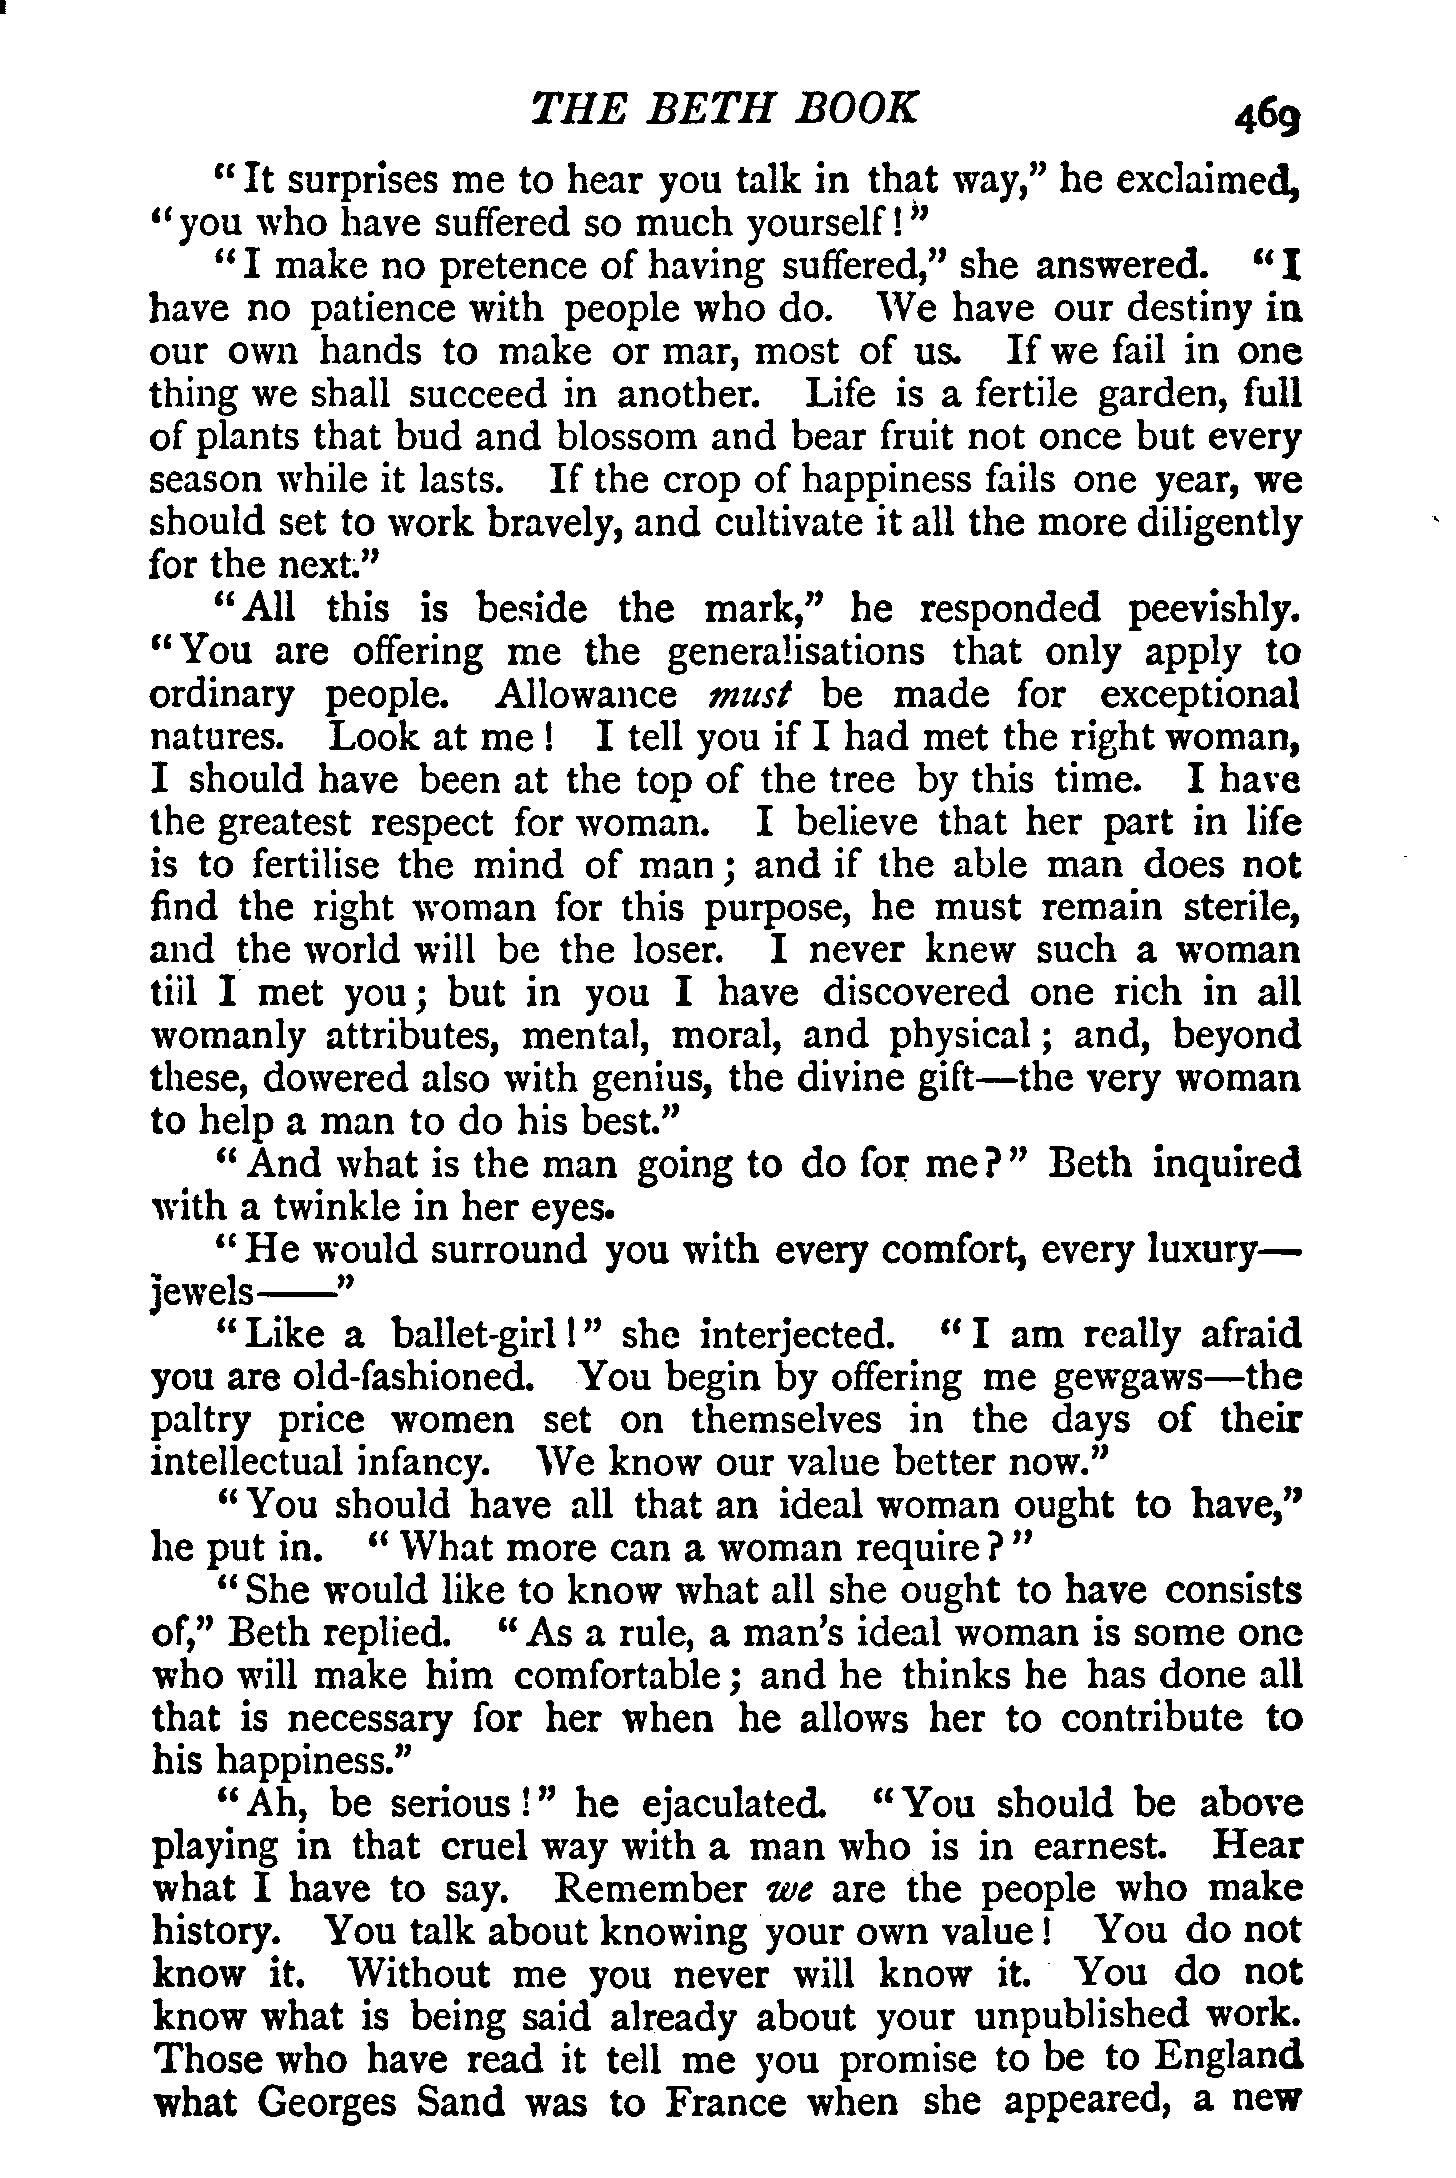 THE BETH BOOK 469
"It surprises me to hear you talk in that way," he exclaimed,
"you who have suffered so much yourself!"
"I make no pretence of having suffered," she answered. "I
have no patience with people who do. We have our destiny in
our own hands to make or mar, most of us. If we fail in one
thing we shall succeed in another. Life is a fertile garden, full
of plants that bud and blossom and bear fruit not once but every
season while it lasts. If the crop of happiness fails one year, we
should set to work bravely, and cultivate it all the more diligently
for the next."
"All this is beside the mark," he responded peevishly.
"You are offering me the generalisations that only apply to
ordinary people. Allowance must be made for exceptional
natures. Look at me! I tell you if I had met the right woman,
I should have been at the top of the tree by this time. I have
the greatest respect for woman. I believe that her part in life
is to fertilise the mind of man; and if the able man does not
find the right woman for this purpose, he must remain sterile,
and the world will be the loser. I never knew such a woman
till I met you; but in you I have discovered one rich in all
womanly attributes, mental, moral, and physical; and, beyond
these, dowered also with genius, the divine gift—the very woman
to help a man to do his best."
"And what is the man going to do for me?" Beth inquired
with a twinkle in her eyes.
"He would surround you with every comfort, every luxury—
jewels——"
"Like a ballet-girl!" she interjected. "I am really afraid
you are old-fashioned. You begin by offering me gewgaws—the
paltry price women set on themselves in the days of their
intellectual infancy. We know our value better now."
"You should have all that an ideal woman ought to have,"
he put in. "What more can a woman require?"
"She would like to know what all she ought to have consists
of," Beth replied. "As a rule, a man's ideal woman is some one
who will make him comfortable; and he thinks he has done all
that is necessary for her when he allows her to contribute to
his happiness."
"Ah, be serious!" he ejaculated. "You should be above
playing in that cruel way with a man who is in earnest. Hear
what I have to say. Remember we are the people who make
history. You talk about knowing your own value! You do not
know it. Without me you never will know it. You do not
know what is being said already about your unpublished work.
Those who have read it tell me you promise to be to England
what Georges Sand was to France when she appeared, a new